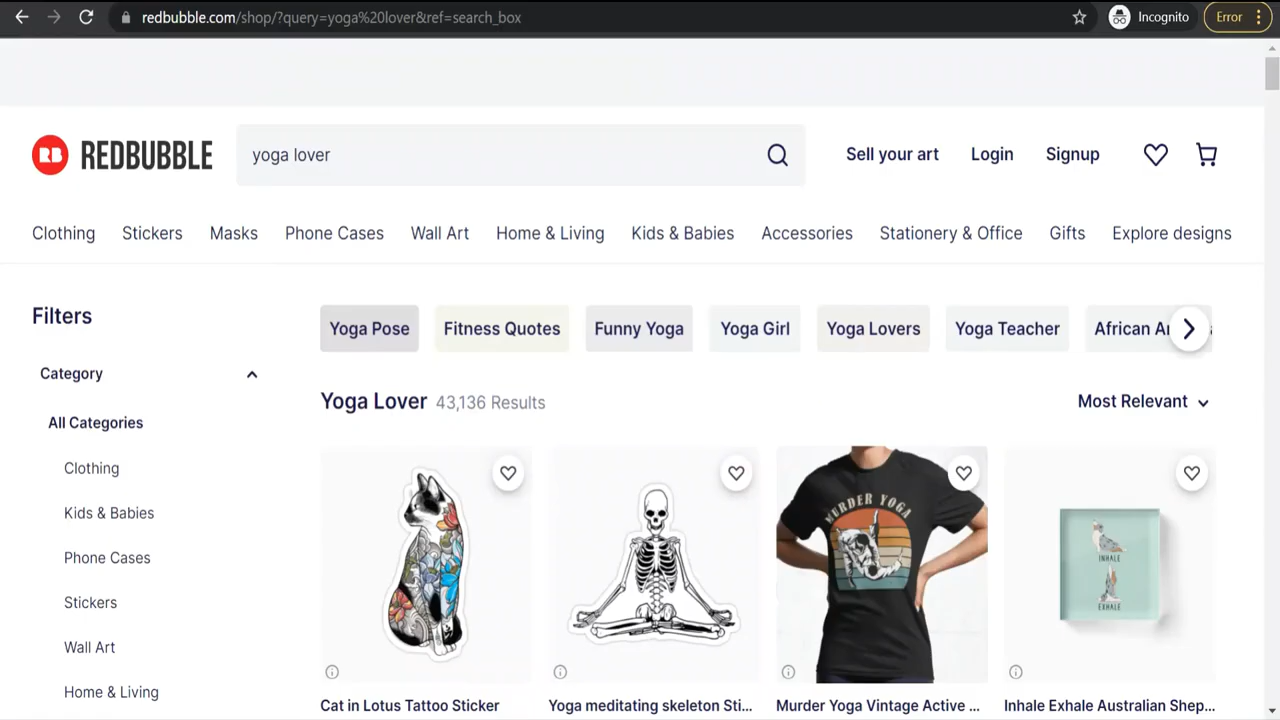 redbubble.com/shop/?query=yoga%20lover&ref=search_box
Incognito
Error
RB REDBUBBLE
yoga lover
Sell your art
Login
Signup
Clothing Stickers Masks Phone Cases Wall Art Home & Living Kids & Babies Accessories Stationery & Office Gifts Explore designs
Filters
Category
All Categories
Clothing
Kids & Babies
Phone Cases
Stickers
Wall Art
Home & Living
Yoga Pose Fitness Quotes Funny Yoga Yoga Girl Yoga Lovers Yoga Teacher African
Yoga Lover 43,136 Results
Most Relevant
MURDER YOGA
INHALE
EXHALE
Cat in Lotus Tattoo Sticker
Yoga meditating skeleton Sti...
Murder Yoga Vintage Active ...
Inhale Exhale Australian Shep...